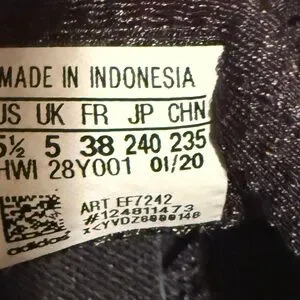 MADE IN INDONESIA
US UK FR JP CHN
5½ 5 38 240 235
HWI 28Y001 01/20
ART EF7242
#124811473
adidas